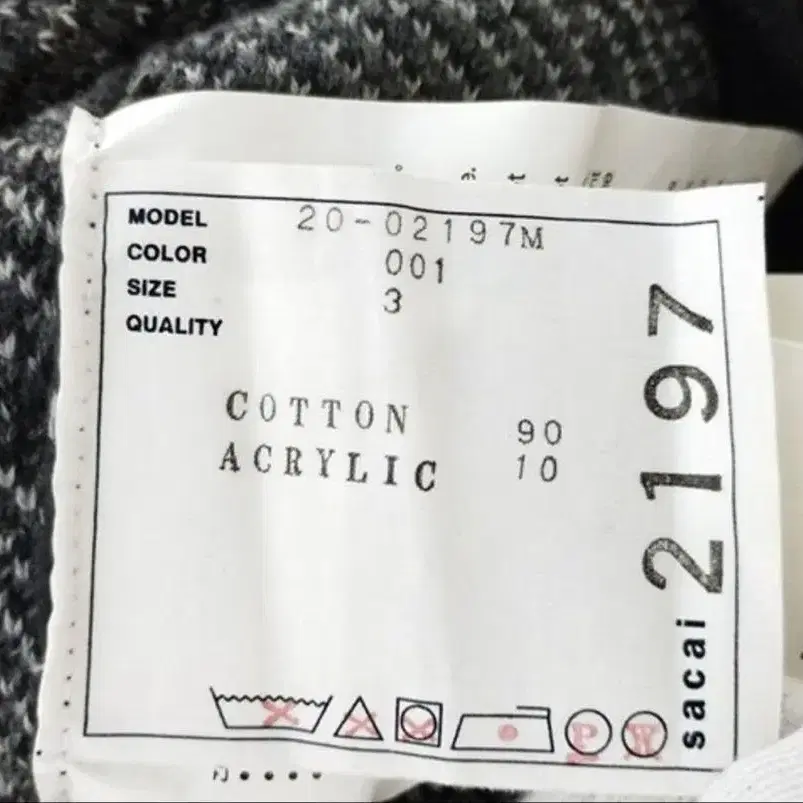 MODEL 20-02197M
COLOR 001
SIZE 3
QUALITY
COTTON 90
ACRYLIC 10
sacai 2197
P W